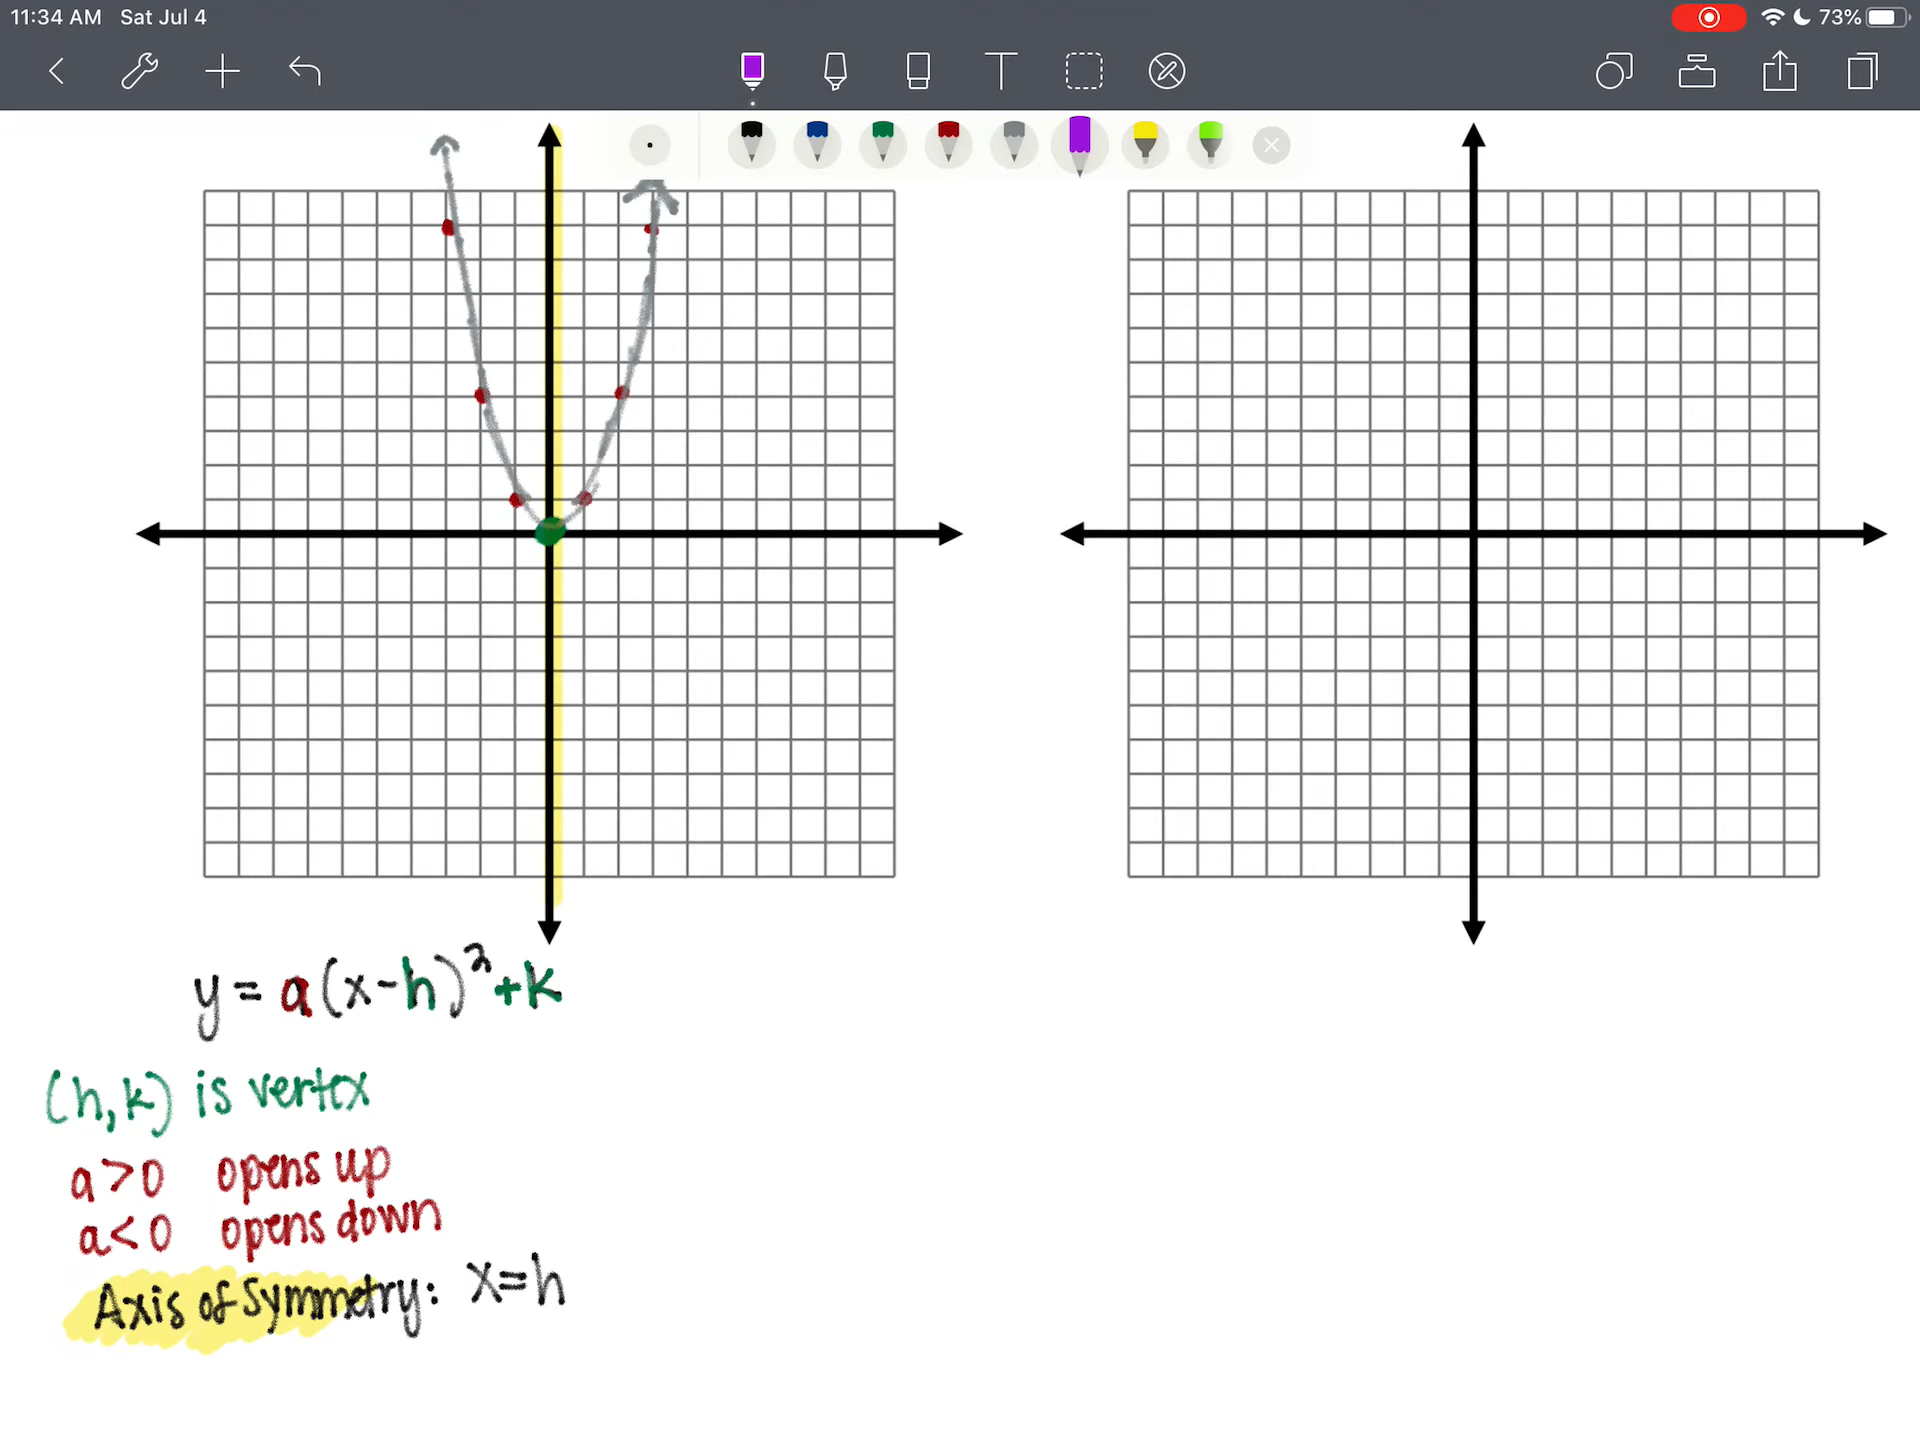 11:34 AM Sat Jul 4
73%
y = a(x-h)² +k
(h,k) is vertex
a>0 opens up
a<0 opens down
Axis of Symmetry: x=h